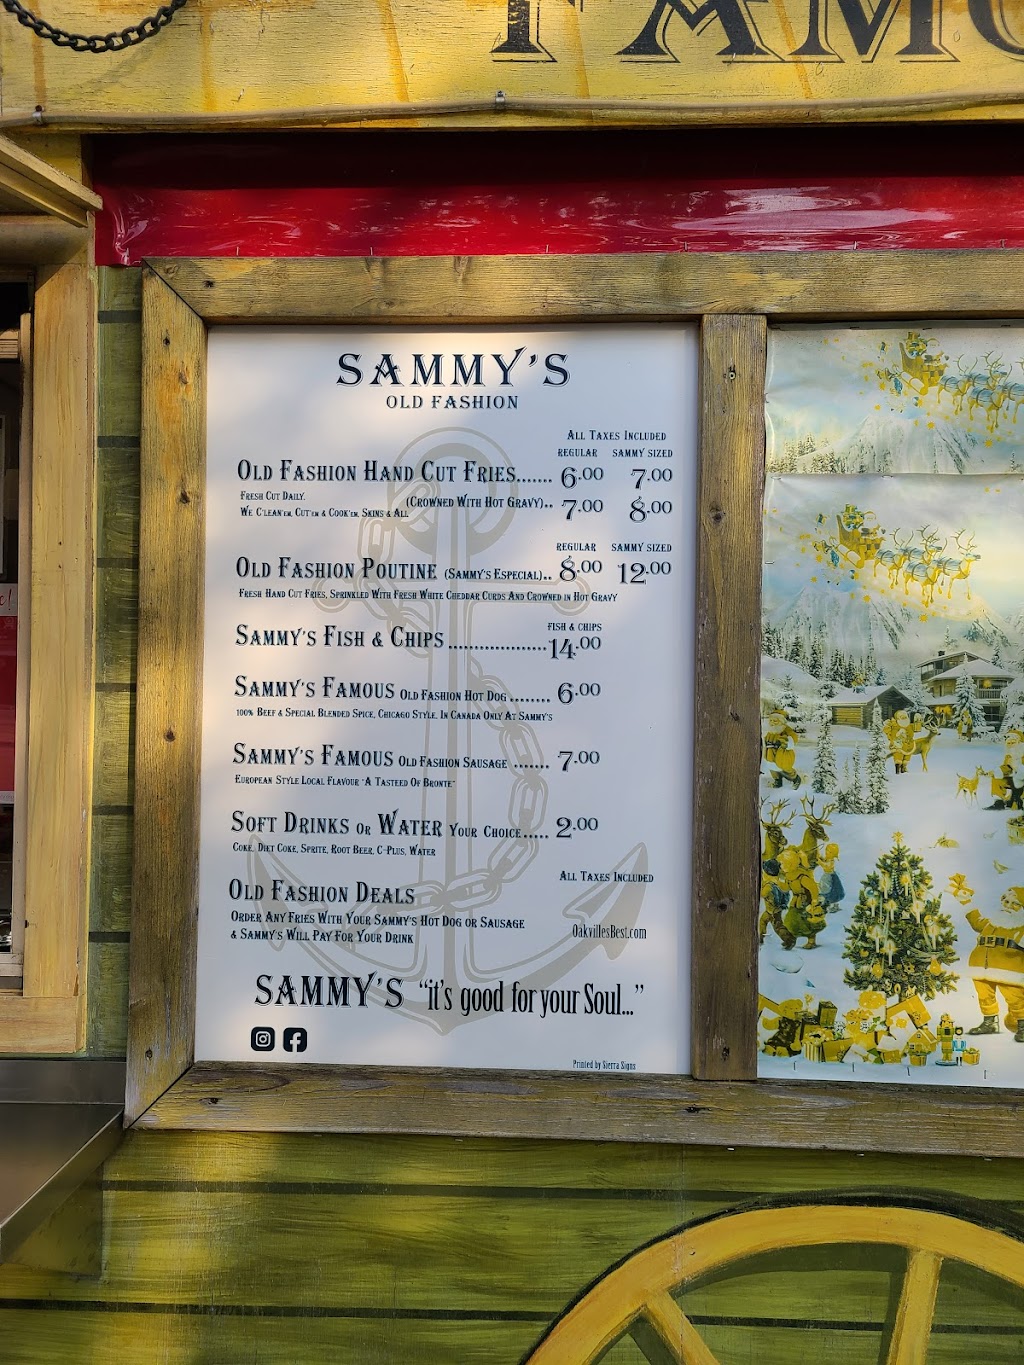 FAMO
SAMMY'S
OLD FASHION
ALL TAXES INCLUDED
REGULAR SAMMY SIZED
OLD FASHION HAND CUT FRIES....... 6.00 7.00
FRESH CUT DAILY.
(CROWNED WITH HOT GRAVY).. 7.00 8.00
WE C'LEAN'EM, CUT'EM & COOK'EM, SKINS & ALL
REGULAR SAMMY SIZED
OLD FASHION POUTINE (SAMMY'S ESPECIAL).. 8.00 12.00
FRESH HAND CUT FRIES, SPRINKLED WITH FRESH WHITE CHEDDAR CURDS AND CROWNED IN HOT GRAVY
FISH & CHIPS
SAMMY'S FISH & CHIPS ................... 14.00
SAMMY'S FAMOUS OLD FASHION HOT DOG ........ 6.00
100% BEEF & SPECIAL BLENDED SPICE, CHICAGO STYLE, IN CANADA ONLY AT SAMMY'S
SAMMY'S FAMOUS OLD FASHION SAUSAGE ....... 7.00
EUROPEAN STYLE LOCAL FLAVOUR "A TASTEED OF BRONTE"
SOFT DRINKS OR WATER YOUR CHOICE..... 2.00
COKE, DIET COKE, SPRITE, ROOT BEER, C-PLUS, WATER
ALL TAXES INCLUDED
OLD FASHION DEALS
ORDER ANY FRIES WITH YOUR SAMMY'S HOT DOG OR SAUSAGE
& SAMMY'S WILL PAY FOR YOUR DRINK
OakvillesBest.com
SAMMY'S "it's good for your Soul..."
Printed by Sierra Signs